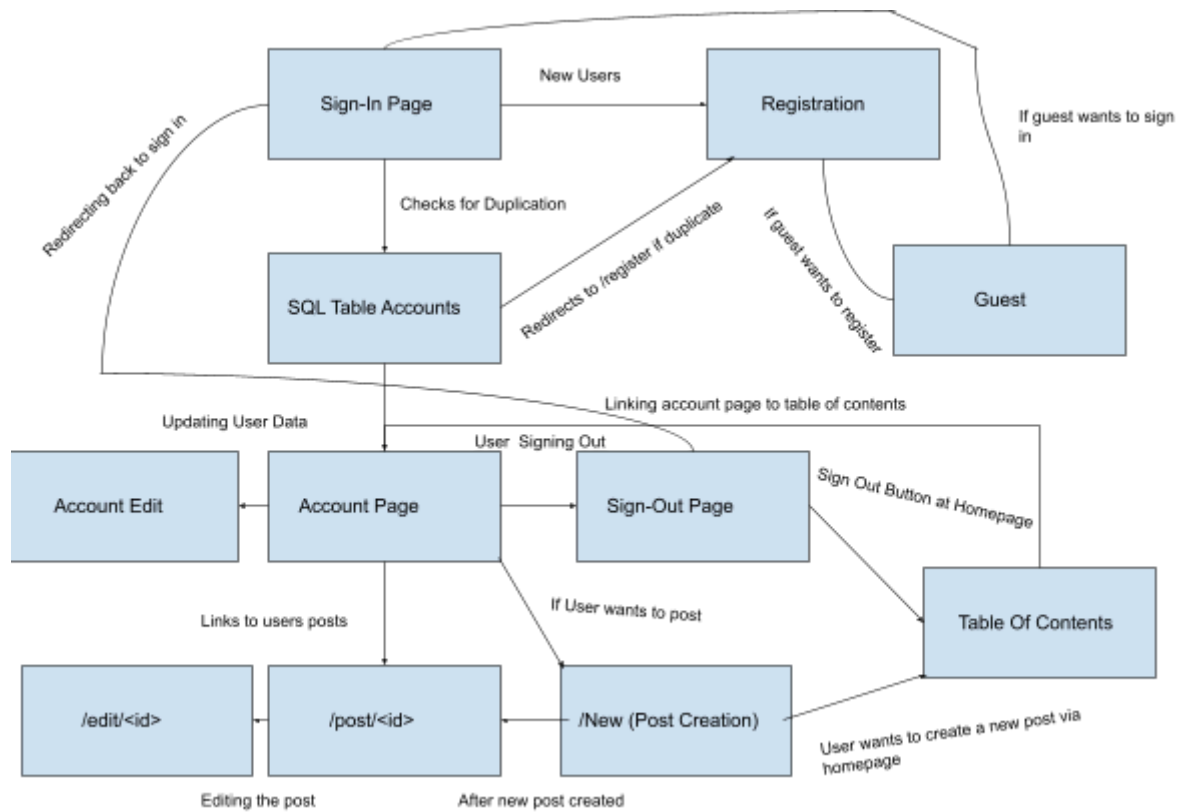 New Users
Sign-In Page
Registration
If guest wants to sign
in
Redirecting back to sign in
Checks for Duplication
If guest wants to register
Redirects to /register if duplicate
SQL Table Accounts
Guest
Linking account page to table of contents
Updating User Data
User  Signing Out
Sign Out Button at Homepage
Account Edit
Account Page
Sign-Out Page
If User wants to post
Links to users posts
Table Of Contents
/edit/<id>
/post/<id>
/New (Post Creation)
User wants to create a new post via
homepage
Editing the post
After new post created